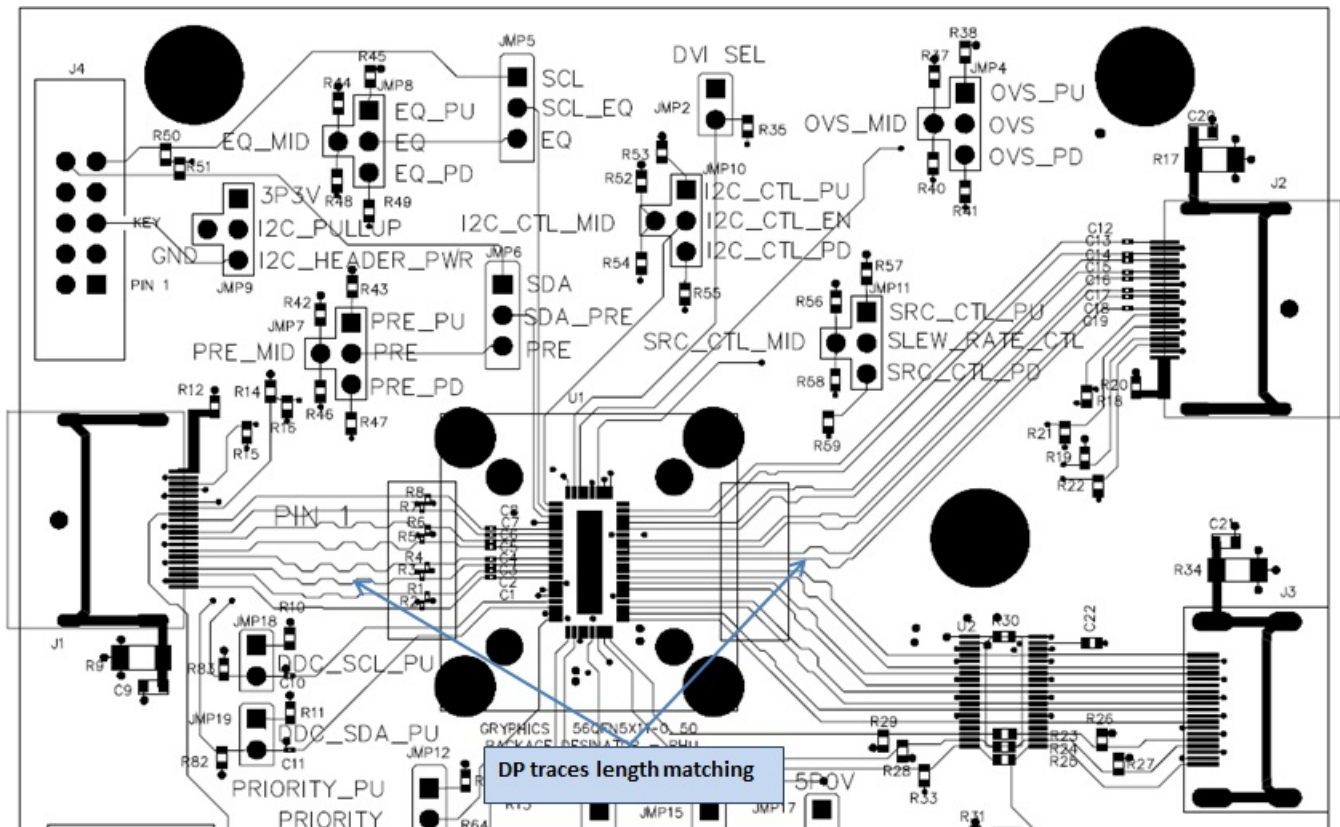 J4
R50
R51
KEY
PIN 1
3P3V
I2C_PULLUP
GND
I2C_HEADER_PWR
JMP9
R45
R44
JMP8
EQ_PU
EQ_MID
EQ
EQ_PD
R48
R49
JMP5
SCL
SCL_EQ
EQ
DVI SEL
JMP2
R35
R53
R52
JMP10
I2C_CTL_PU
I2C_CTL_MID
I2C_CTL_EN
I2C_CTL_PD
R54
R55
R38
R37
JMP4
OVS_PU
OVS_MID
OVS
OVS_PD
R40
R41
C20
R17
J2
R43
R42
JMP7
PRE_PU
PRE_MID
PRE
PRE_PD
R46
R47
JMP6
SDA
SDA_PRE
PRE
R57
R56
JMP11
SRC_CTL_PU
SRC_CTL_MID
SLEW_RATE_CTL
SRC_CTL_PD
R58
R59
C12
C13
C14
C15
C16
C17
C18
C19
R20
R18
R21
R19
R22
R12
R14
R16
R15
U1
PIN 1
R8
R7
R6
R5
R4
R3
R1
R2
C8
C7
C2
C1
J1
R9
C9
R10
JMP18
R83
DDC_SCL_PU
C10
R11
JMP19
DDC_SDA_PU
R82
C11
C21
R34
J3
U2
R30
C22
R29
R28
R33
R23
R24
R25
R26
R27
GRYPHICS 56QFN5X11-0_50
DP traces length matching
JMP12
PRIORITY_PU
PRIORITY
R64
JMP15
JMP17
5P0V
R31